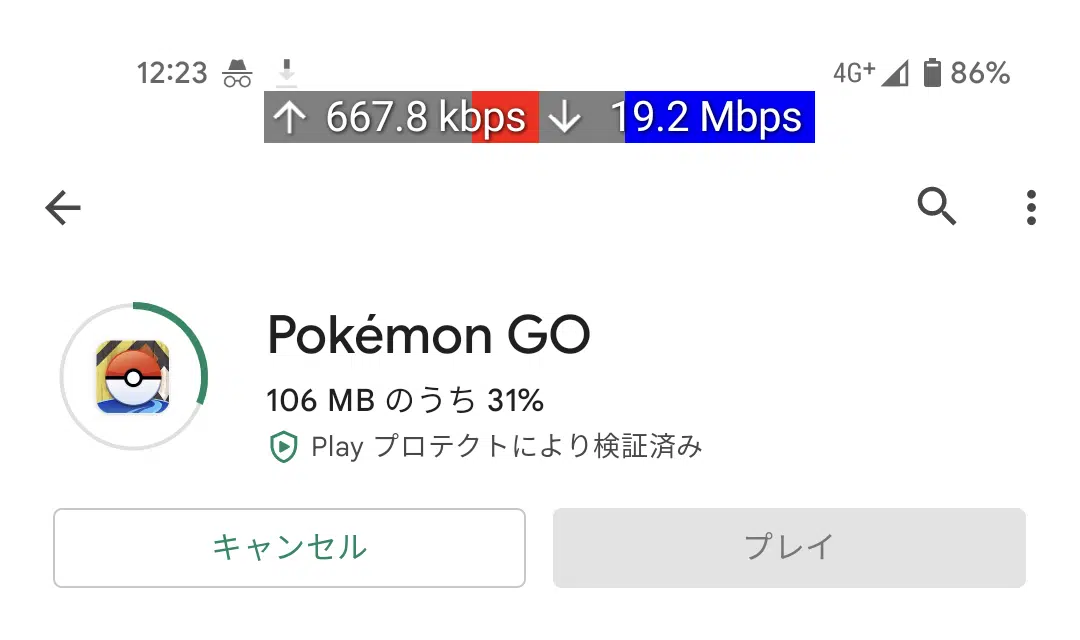 12:23 4G+ 86%
↑ 667.8 kbps ↓ 19.2 Mbps
Pokémon GO
106 MB のうち 31%
Play プロテクトにより検証済み
キャンセル プレイ